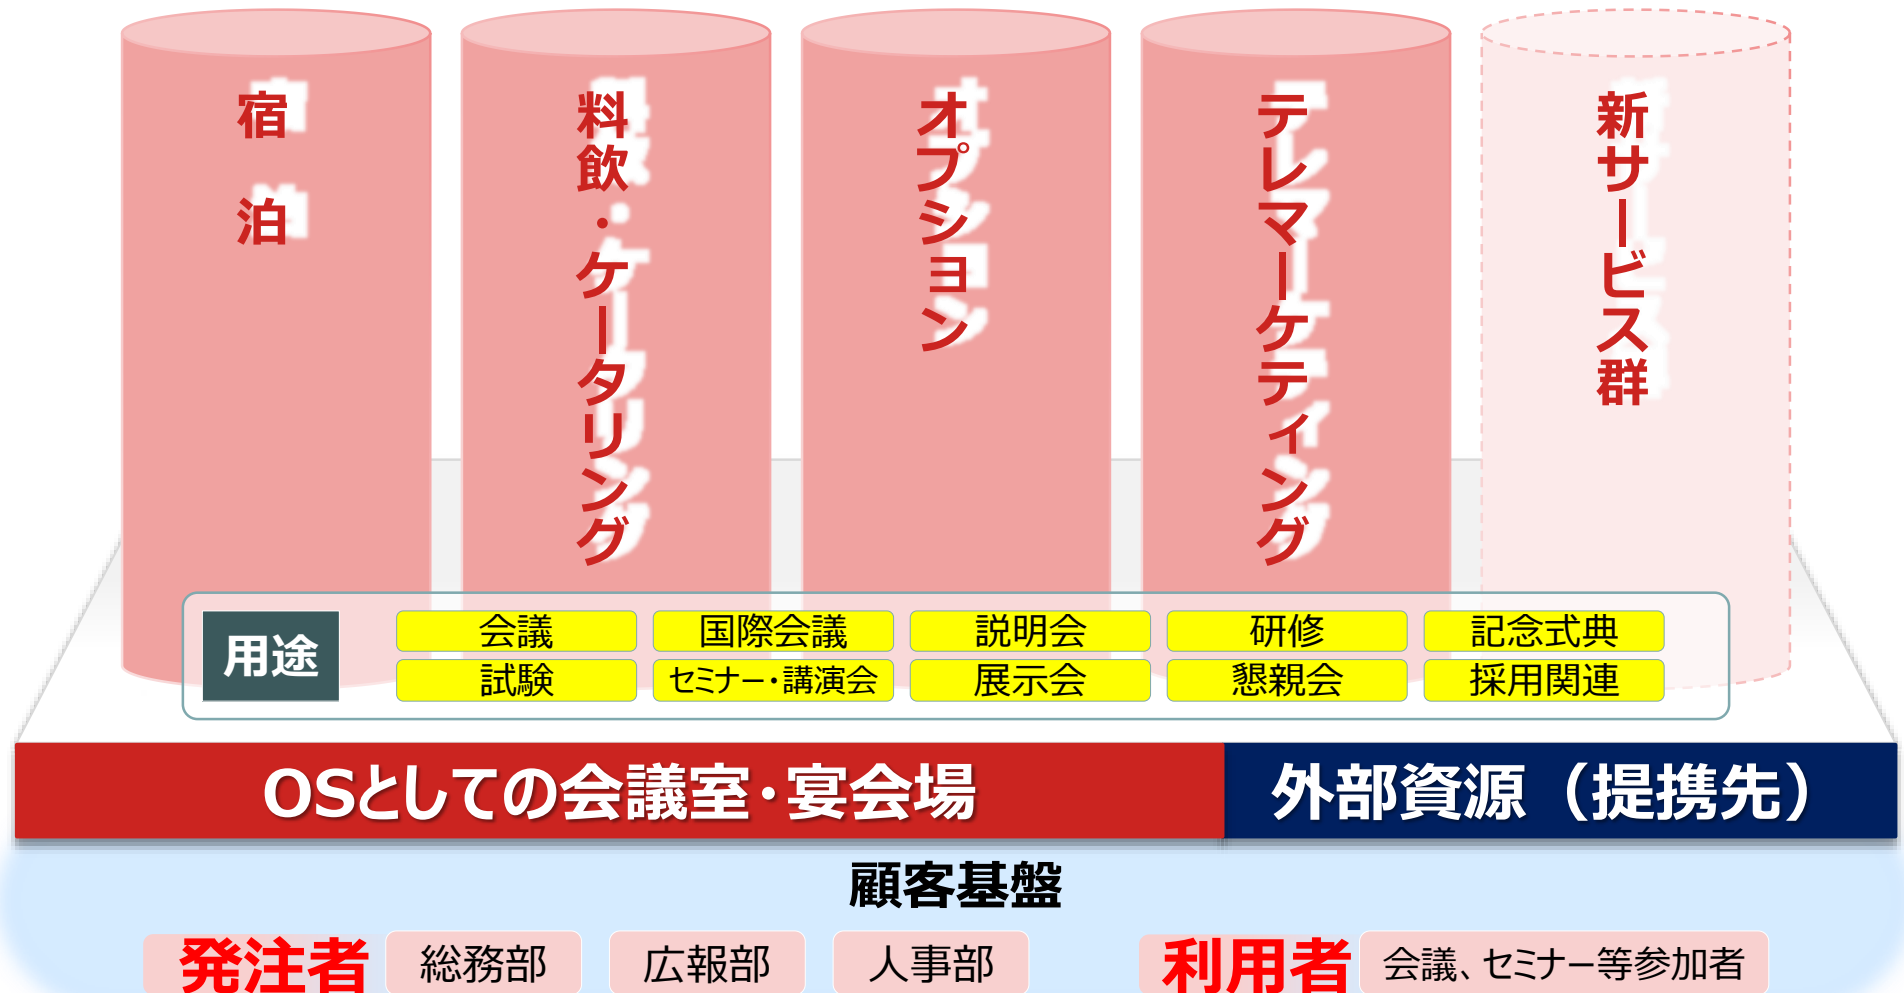 宿 泊
料飲・ケータリング
オプション
テレマーケティング
新サービス群
用途
会議
国際会議
説明会
研修
記念式典
試験
セミナー・講演会
展示会
懇親会
採用関連
OSとしての会議室・宴会場
外部資源（提携先）
顧客基盤
発注者
総務部
広報部
人事部
利用者
会議、セミナー等参加者